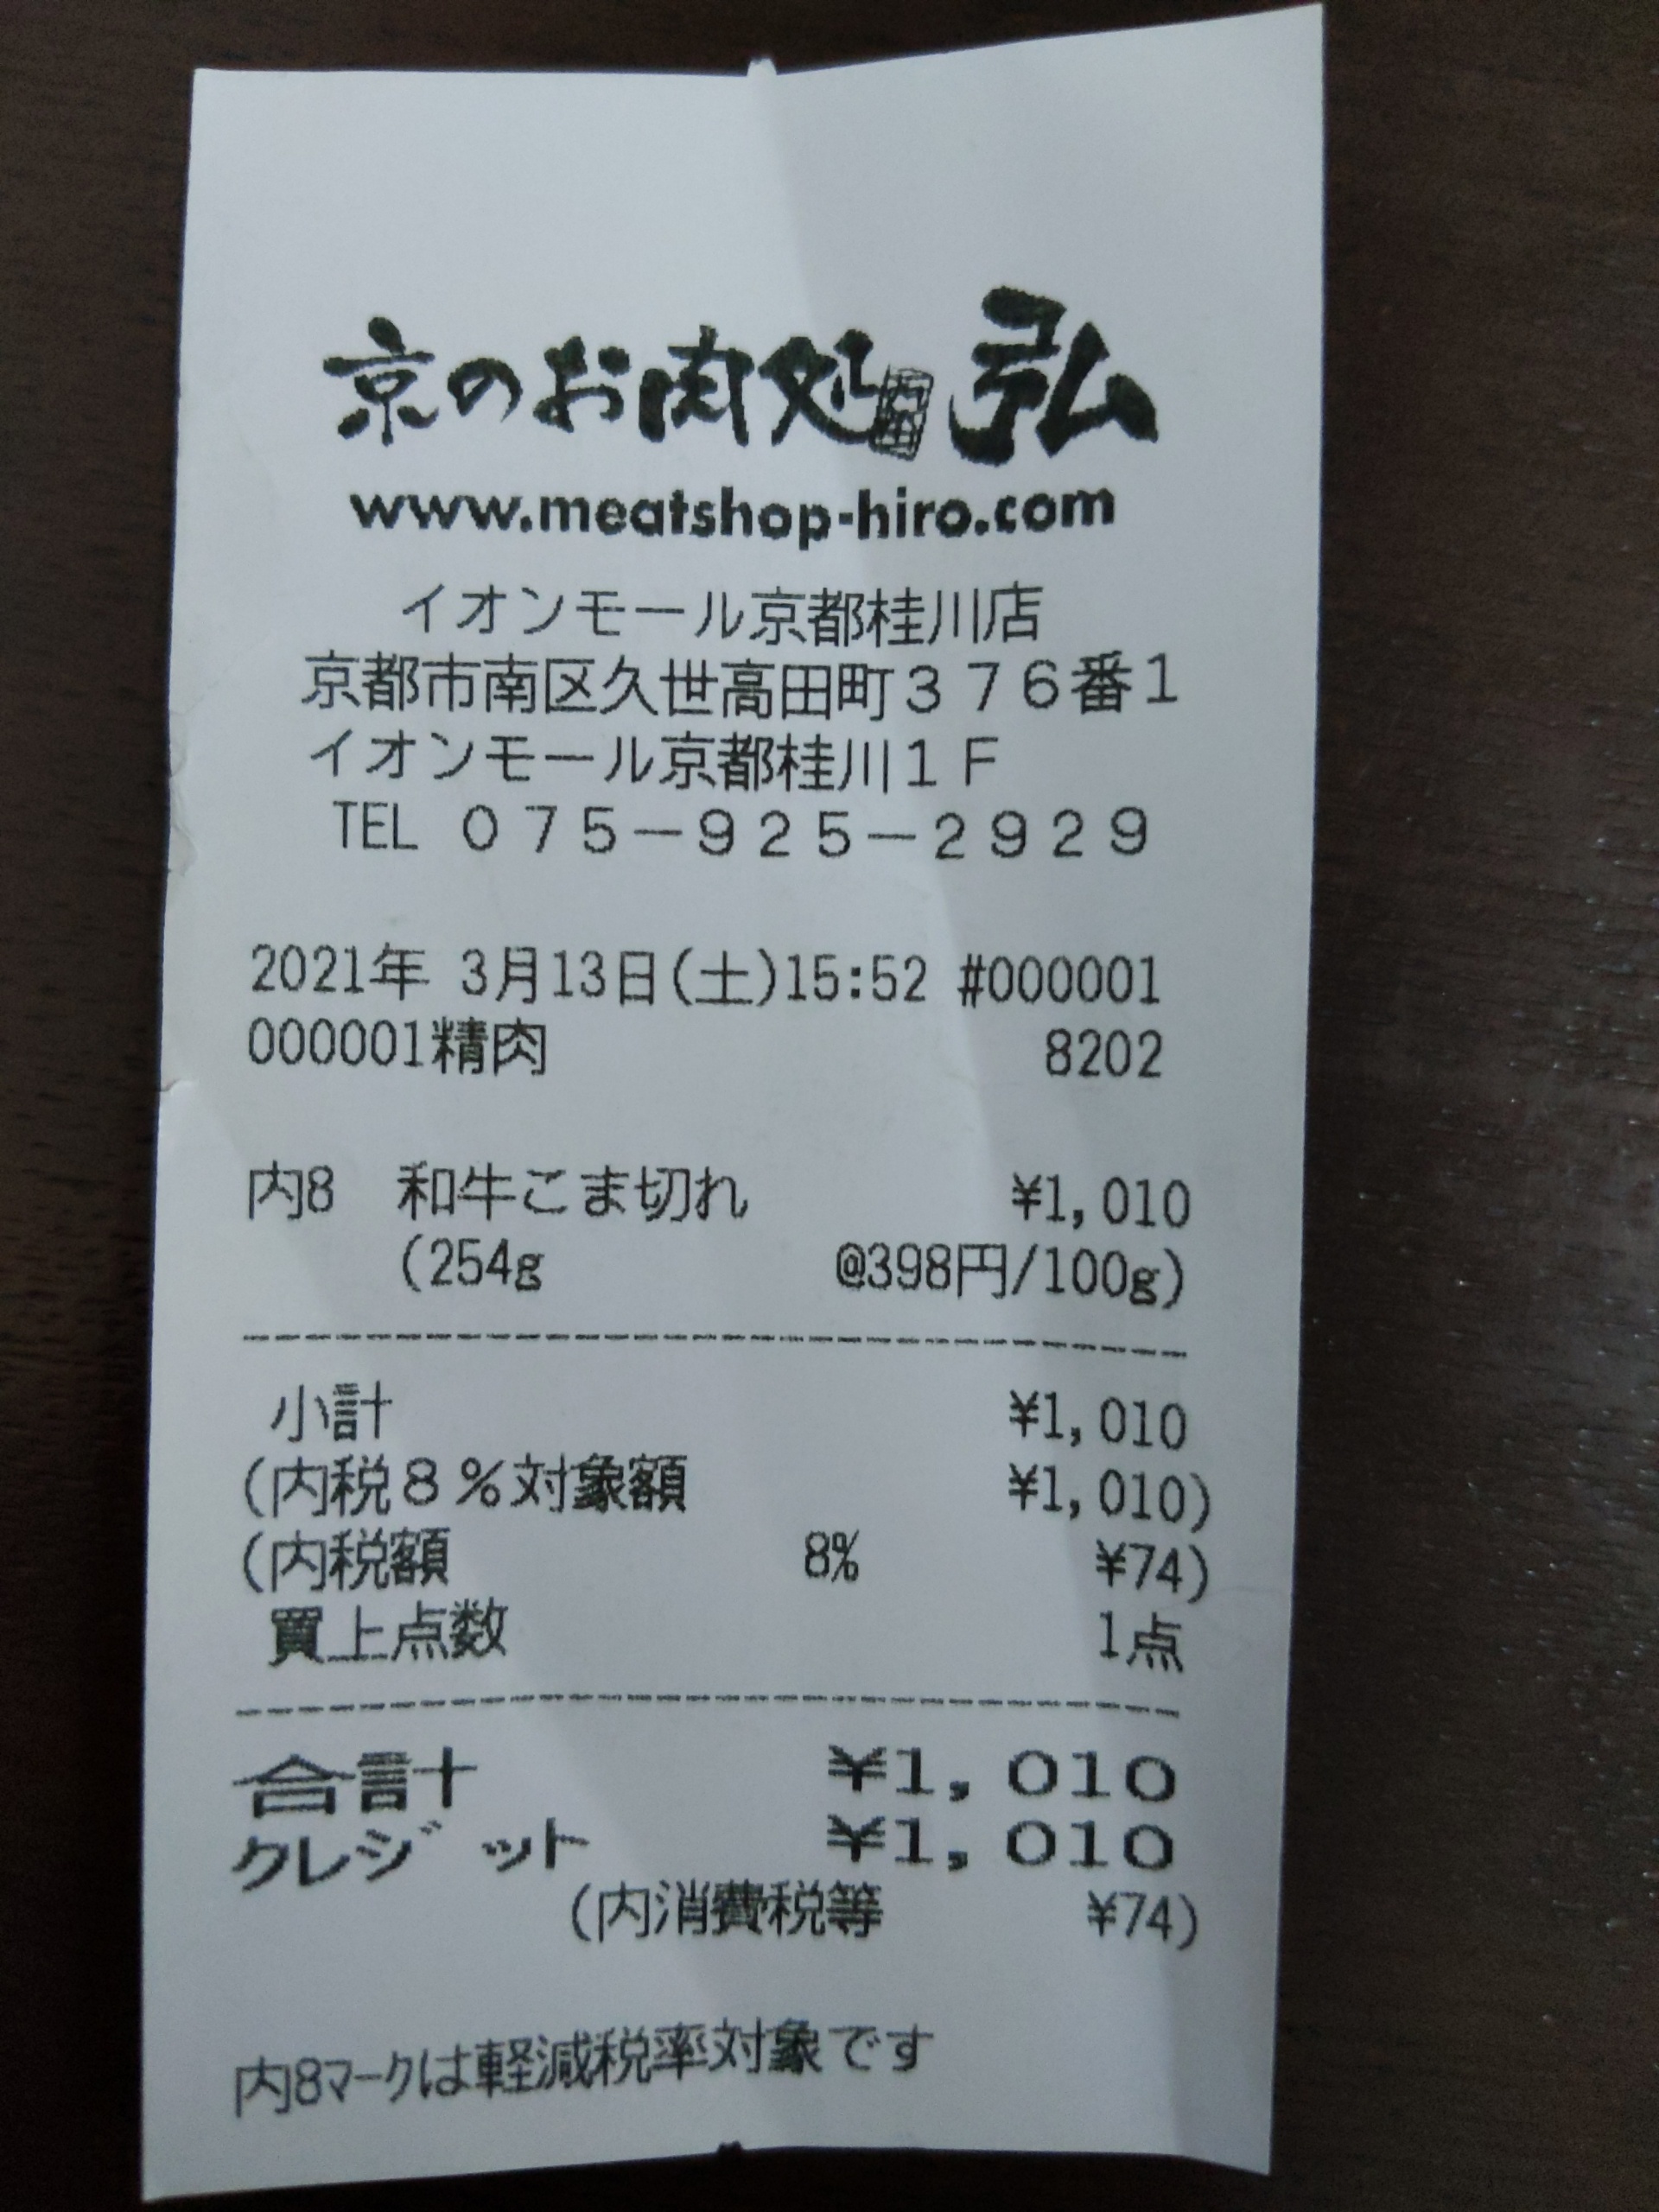 京のお肉処 弘
www.meatshop-hiro.com
イオンモール京都桂川店
京都市南区久世高田町３７６番１
イオンモール京都桂川１Ｆ
TEL ０７５－９２５－２９２９
2021年 3月13日(土)15:52 #000001
000001精肉 8202
内8 和牛こま切れ ¥1,010
(254g @398円/100g)
小計 ¥1,010
(内税８％対象額 ¥1,010)
(内税額 8% ¥74)
買上点数 1点
合計 ¥1,010
クレジット ¥1,010
(内消費税等 ¥74)
内8マークは軽減税率対象です